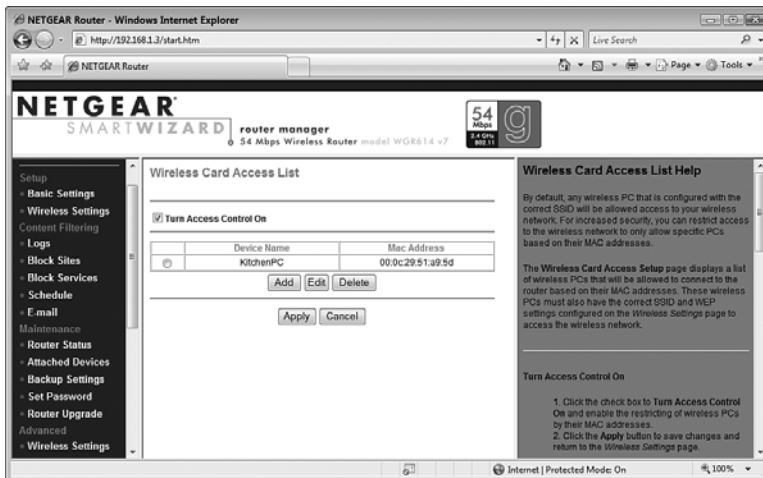 NETGEAR Router - Windows Internet Explorer
http://192.168.1.3/start.htm
Live Search
NETGEAR Router
Page
Tools
NETGEAR
SMARTWIZARD
router manager
54 Mbps Wireless Router model WGR614 v7
54
Mbps
2.4 GHz
802.11
g
Setup
Basic Settings
Wireless Settings
Content Filtering
Logs
Block Sites
Block Services
Schedule
E-mail
Maintenance
Router Status
Attached Devices
Backup Settings
Set Password
Router Upgrade
Advanced
Wireless Settings
Wireless Card Access List
Turn Access Control On
Device Name Mac Address
KitchenPC 00:0c:29:51:a9:5d
Add Edit Delete
Apply Cancel
Wireless Card Access List Help
By default, any wireless PC that is configured with the
correct SSID will be allowed access to your wireless
network. For increased security, you can restrict access
to the wireless network to only allow specific PCs
based on their MAC addresses.
The Wireless Card Access Setup page displays a list
of wireless PCs that will be allowed to connect to the
router based on their MAC addresses. These wireless
PCs must also have the correct SSID and WEP
settings configured on the Wireless Settings page to
access the wireless network.
Turn Access Control On
1. Click the check box to Turn Access Control
On and enable the restricting of wireless PCs
by their MAC addresses.
2. Click the Apply button to save changes and
return to the Wireless Settings page.
Internet | Protected Mode: On
100%